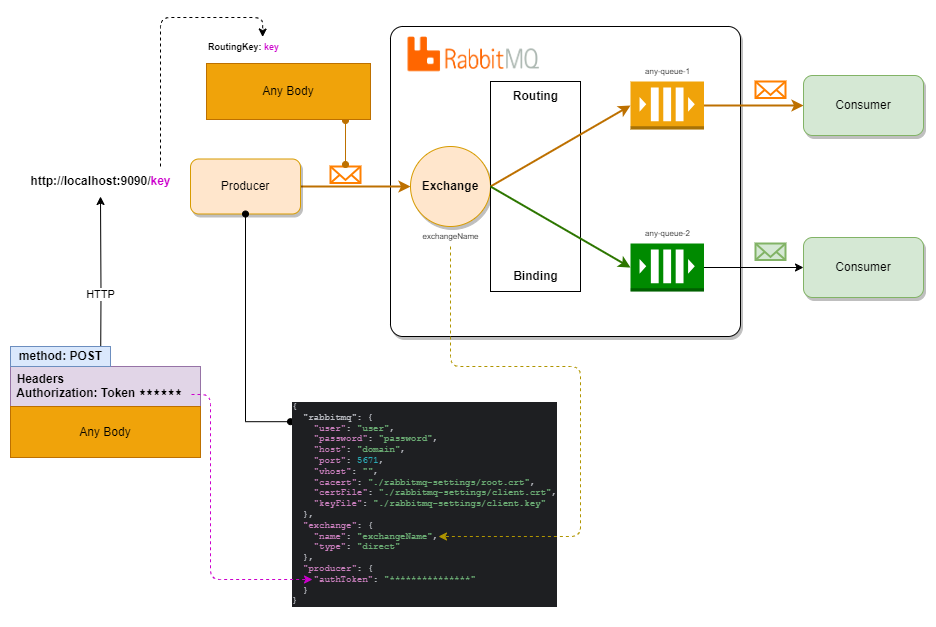 RoutingKey: key
Any Body
RabbitMQ
Routing
any-queue-1
Consumer
http://localhost:9090/key
Producer
Exchange
exchangeName
any-queue-2
Consumer
Binding
HTTP
method: POST
Headers
Authorization: Token ******
Any Body
{
"rabbitmq": {
"user": "user",
"password": "password",
"host": "domain",
"port": 5671,
"vhost": "",
"cacert": "./rabbitmq-settings/root.crt",
"certFile": "./rabbitmq-settings/client.crt",
"keyFile": "./rabbitmq-settings/client.key"
},
"exchange": {
"name": "exchangeName",
"type": "direct"
},
"producer": {
"authToken": "***************"
}
}